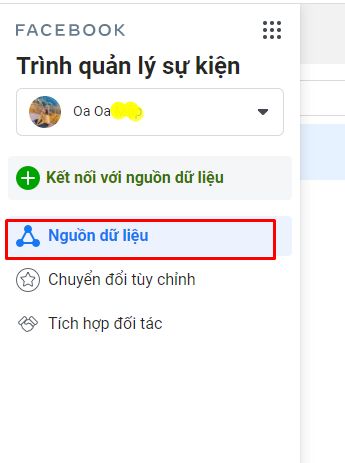 FACEBOOK
Trình quản lý sự kiện
Oa Oa
Kết nối với nguồn dữ liệu
Nguồn dữ liệu
Chuyển đổi tùy chỉnh
Tích hợp đối tác